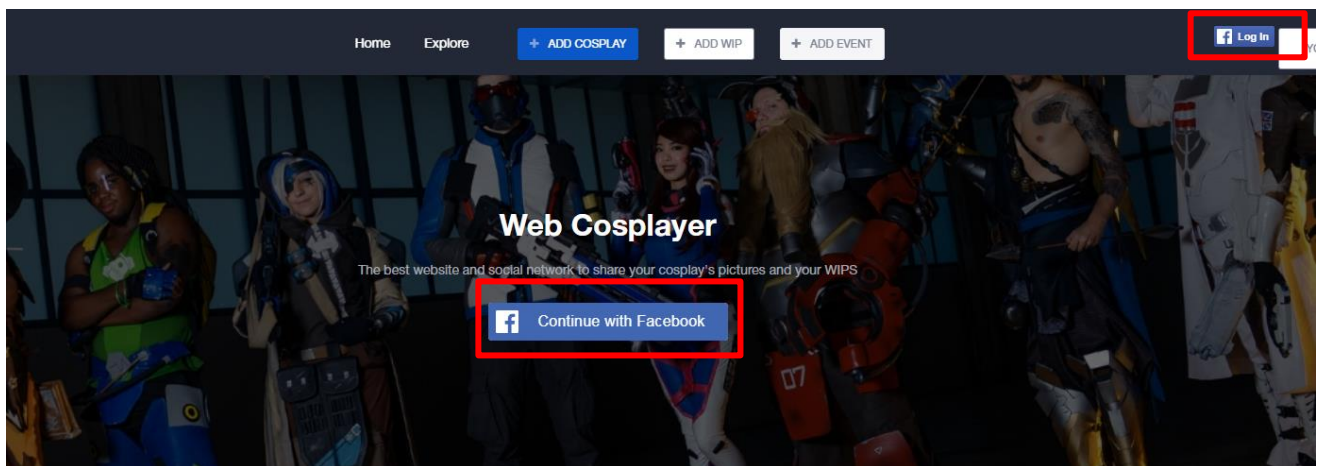 Home Explore + ADD COSPLAY + ADD WIP + ADD EVENT f Log In
Web Cosplayer
The best website and social network to share your cosplay's pictures and your WIPS
f Continue with Facebook
07